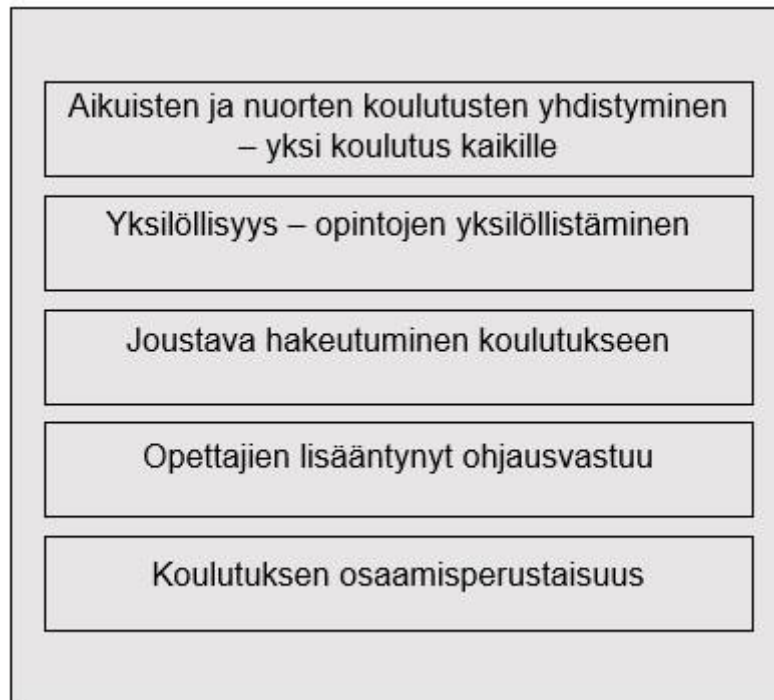 Aikuisten ja nuorten koulutusten yhdistyminen
– yksi koulutus kaikille
Yksilöllisyys – opintojen yksilöllistäminen
Joustava hakeutuminen koulutukseen
Opettajien lisääntynyt ohjausvastuu
Koulutuksen osaamisperustaisuus